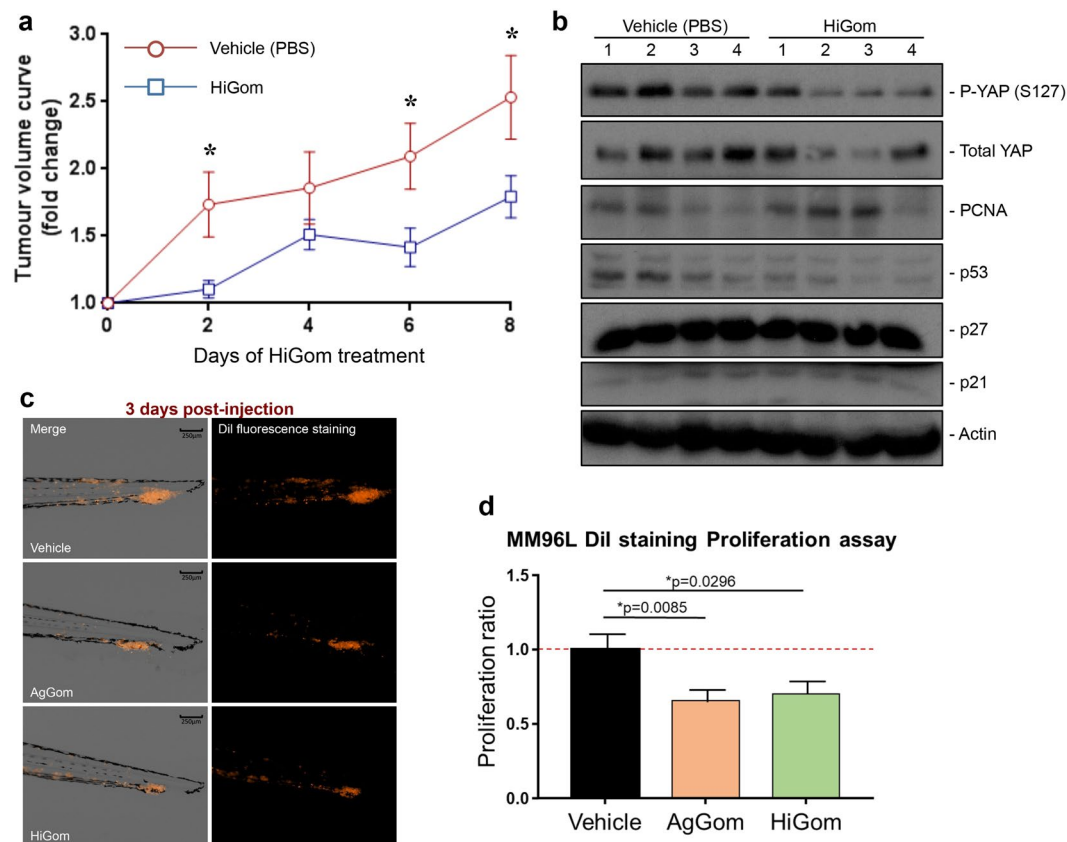 a
3.0
2.5
2.0
1.5
1.0
Tumour volume curve
(fold change)
Vehicle (PBS)
HiGom
*
*
*
0 2 4 6 8
Days of HiGom treatment
b
Vehicle (PBS) HiGom
1 2 3 4 1 2 3 4
- P-YAP (S127)
- Total YAP
- PCNA
- p53
- p27
- p21
- Actin
c
3 days post-injection
Merge
250µm
DiI fluorescence staining
Vehicle
250µm
AgGom
250µm
HiGom
d
MM96L DiI staining Proliferation assay
1.5
1.0
0.5
0.0
Proliferation ratio
*p=0.0296
*p=0.0085
Vehicle AgGom HiGom